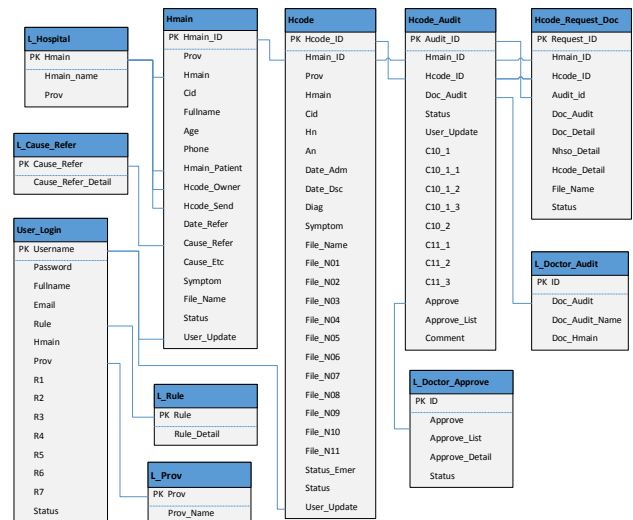 L_Hospital
PK Hmain
Hmain_name
Prov
L_Cause_Refer
PK Cause_Refer
Cause_Refer_Detail
User_Login
PK Username
Password
Fullname
Email
Rule
Hmain
Prov
R1
R2
R3
R4
R5
R6
R7
Status
Hmain
PK Hmain_ID
Prov
Hmain
Cid
Fullname
Age
Phone
Hmain_Patient
Hcode_Owner
Hcode_Send
Date_Refer
Cause_Refer
Cause_Etc
Symptom
File_Name
Status
User_Update
L_Rule
PK Rule
Rule_Detail
L_Prov
PK Prov
Prov_Name
Hcode
PK Hcode_ID
Hmain_ID
Prov
Hmain
Cid
Hn
An
Date_Adm
Date_Dsc
Diag
Symptom
File_Name
File_N01
File_N02
File_N03
File_N04
File_N05
File_N06
File_N07
File_N08
File_N09
File_N10
File_N11
Status_Emer
Status
User_Update
Hcode_Audit
PK Audit_ID
Hmain_ID
Hcode_ID
Doc_Audit
Status
User_Update
C10_1
C10_1_1
C10_1_2
C10_1_3
C10_2
C11_1
C11_2
C11_3
Approve
Approve_List
Comment
L_Doctor_Approve
PK ID
Approve
Approve_List
Approve_Detail
Status
Hcode_Request_Doc
PK Request_ID
Hmain_ID
Hcode_ID
Audit_id
Doc_Audit
Doc_Detail
Nhso_Detail
Hcode_Detail
File_Name
Status
L_Doctor_Audit
PK ID
Doc_Audit
Doc_Audit_Name
Doc_Hmain